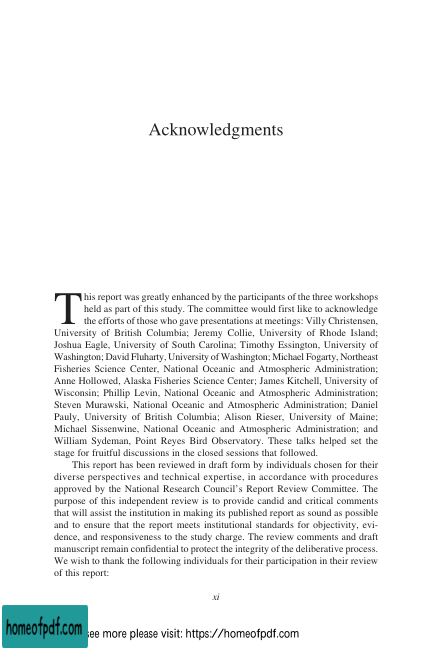 Acknowledgments
This report was greatly enhanced by the participants of the three workshops
held as part of this study. The committee would first like to acknowledge
the efforts of those who gave presentations at meetings: Villy Christensen,
University of British Columbia; Jeremy Collie, University of Rhode Island;
Joshua Eagle, University of South Carolina; Timothy Essington, University of
Washington; David Fluharty, University of Washington; Michael Fogarty, Northeast
Fisheries Science Center, National Oceanic and Atmospheric Administration;
Anne Hollowed, Alaska Fisheries Science Center; James Kitchell, University of
Wisconsin; Phillip Levin, National Oceanic and Atmospheric Administration;
Steven Murawski, National Oceanic and Atmospheric Administration; Daniel
Pauly, University of British Columbia; Alison Rieser, University of Maine;
Michael Sissenwine, National Oceanic and Atmospheric Administration; and
William Sydeman, Point Reyes Bird Observatory. These talks helped set the
stage for fruitful discussions in the closed sessions that followed.
This report has been reviewed in draft form by individuals chosen for their
diverse perspectives and technical expertise, in accordance with procedures
approved by the National Research Council's Report Review Committee. The
purpose of this independent review is to provide candid and critical comments
that will assist the institution in making its published report as sound as possible
and to ensure that the report meets institutional standards for objectivity, evi-
dence, and responsiveness to the study charge. The review comments and draft
manuscript remain confidential to protect the integrity of the deliberative process.
We wish to thank the following individuals for their participation in their review
of this report:
xi
homeofpdf.com see more please visit: https://homeofpdf.com